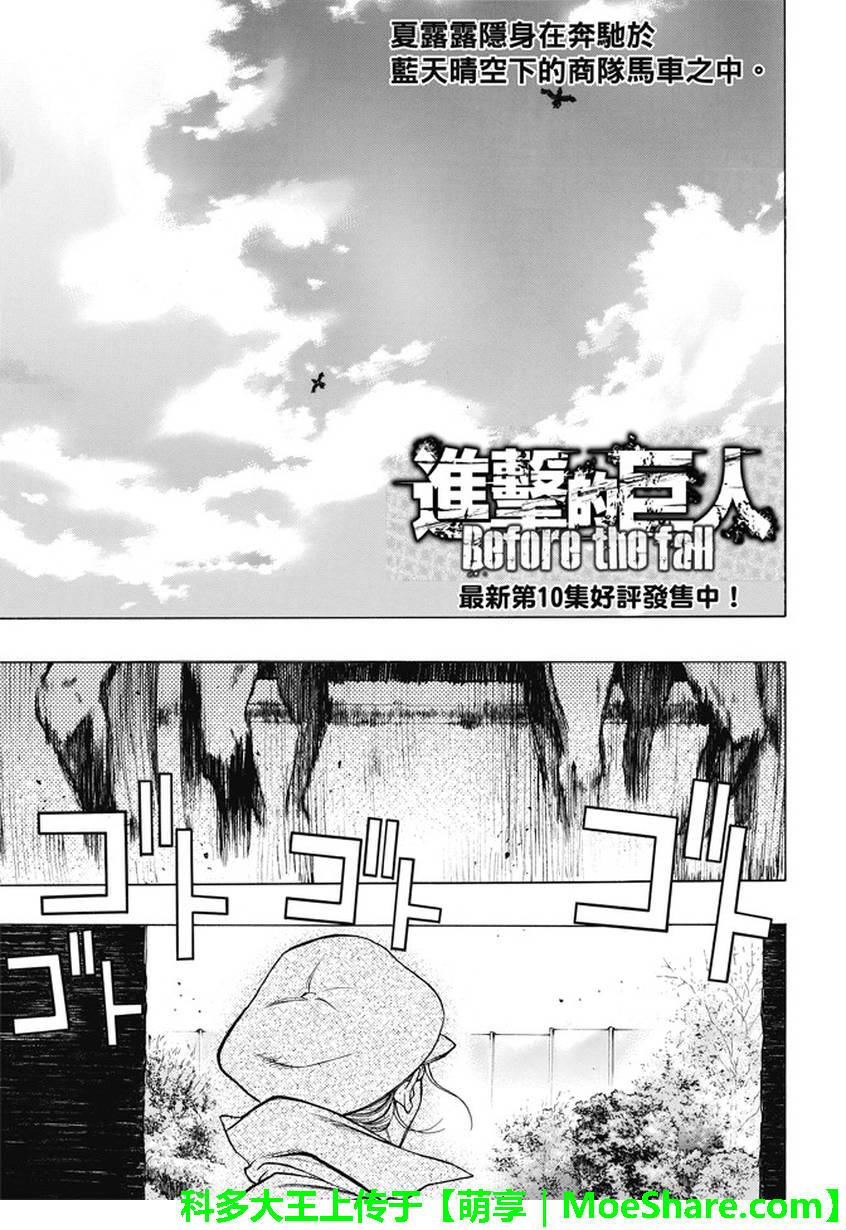 夏露露隱身在奔馳於
藍天晴空下的商隊馬車之中。
進擊的巨人
Before the fall
最新第10集好評發售中！
ゴト
ゴト
ゴト
ゴト
科多大王上传于【萌享｜MoeShare.com】